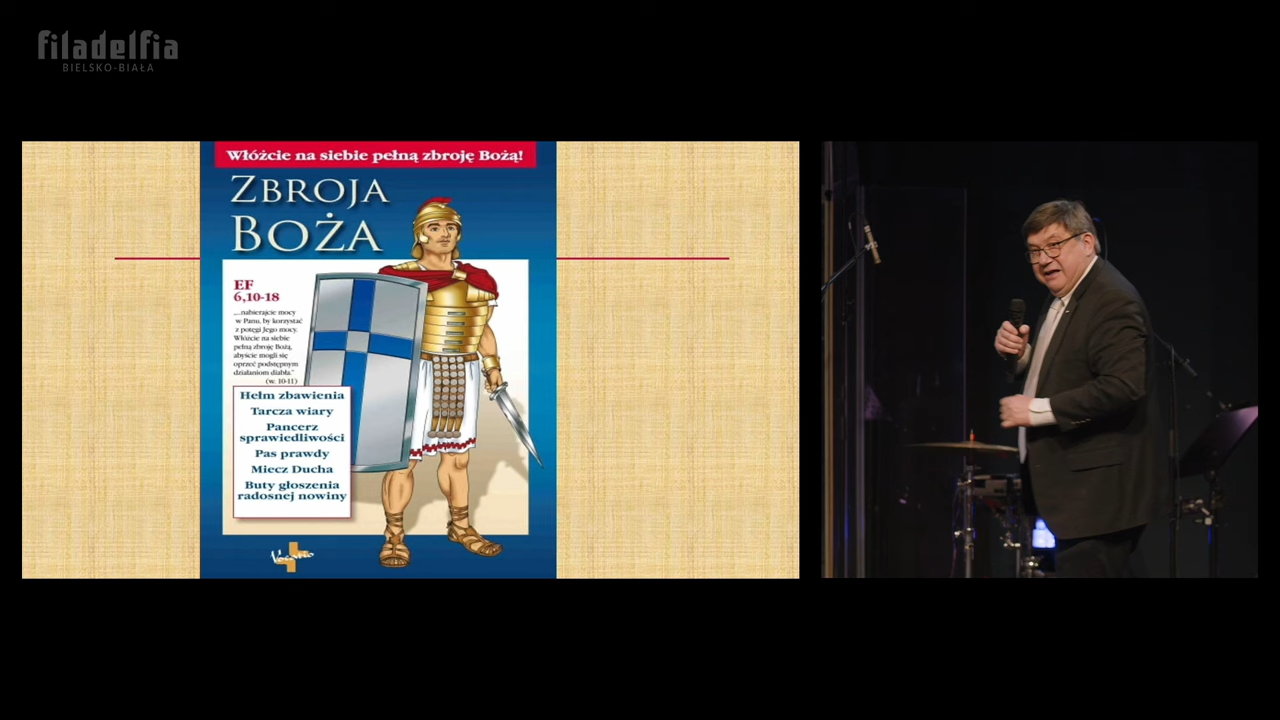 filadelfia
BIELSKO-BIAŁA
Włóżcie na siebie pełną zbroję Bożą!
ZBROJA
BOŻA
EF
6,10-18
„...nabierajcie mocy
w Panu, by korzystać
z potęgi Jego mocy.
Włóżcie na siebie
pełną zbroję Bożą,
abyście mogli się
oprzeć podstępnym
działaniom diabła."
(w. 10-11)
Hełm zbawienia
Tarcza wiary
Pancerz
sprawiedliwości
Pas prawdy
Miecz Ducha
Buty głoszenia
radosnej nowiny
Vocatio